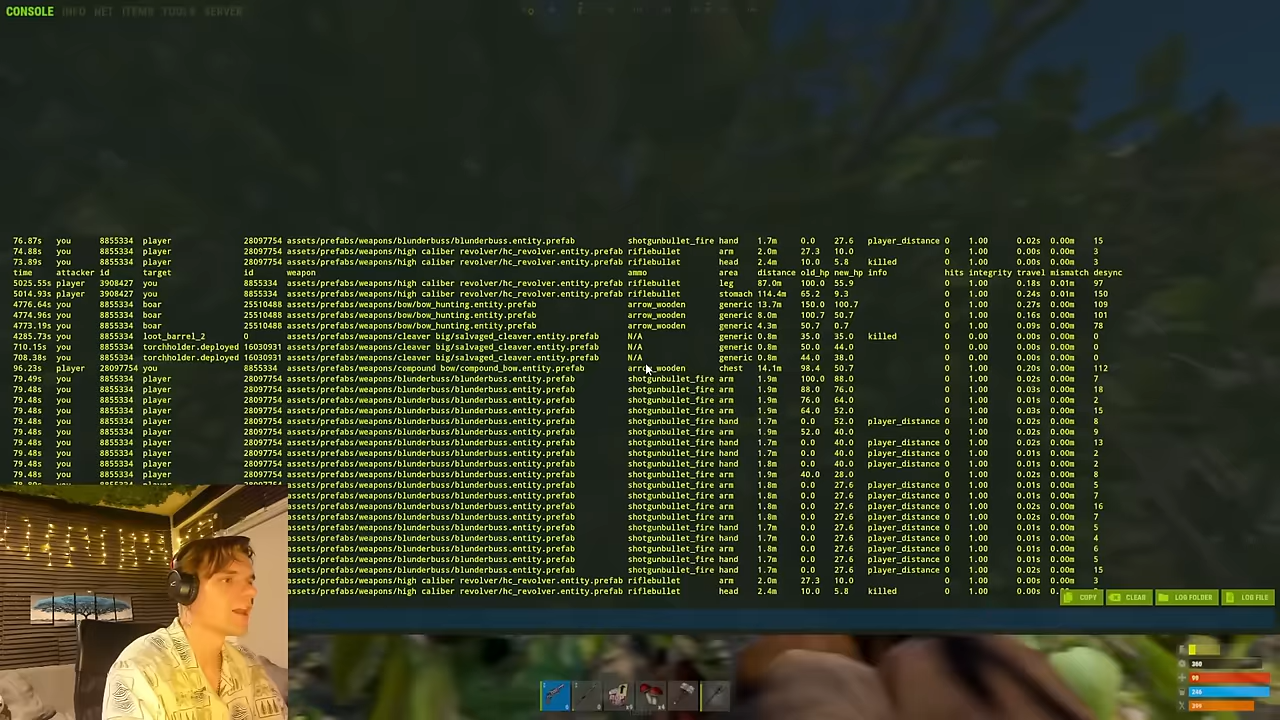 CONSOLE INFO NET ITEMS TOOLS SERVER
76.87s you 8855334 player 28097754 assets/prefabs/weapons/blunderbuss/blunderbuss.entity.prefab shotgunbullet_fire hand 1.7m 0.0 27.6 player_distance 0 1.00 0.02s 0.00m 15
74.88s you 8855334 player 28097754 assets/prefabs/weapons/high caliber revolver/hc_revolver.entity.prefab riflebullet arm 2.0m 27.3 10.0 0 1.00 0.00s 0.00m 3
73.89s you 8855334 player 28097754 assets/prefabs/weapons/high caliber revolver/hc_revolver.entity.prefab riflebullet head 2.4m 10.0 5.8 killed 0 1.00 0.00s 0.00m 3
time attacker id target id weapon ammo area distance old_hp new_hp info hits integrity travel mismatch desync
5025.55s player 3908427 you 8855334 assets/prefabs/weapons/high caliber revolver/hc_revolver.entity.prefab riflebullet leg 87.0m 100.0 55.9 0 1.00 0.18s 0.01m 97
5014.93s player 3908427 you 8855334 assets/prefabs/weapons/high caliber revolver/hc_revolver.entity.prefab riflebullet stomach 114.4m 65.2 9.3 0 1.00 0.24s 0.01m 150
4776.64s you 8855334 boar 25510488 assets/prefabs/weapons/bow/bow_hunting.entity.prefab arrow_wooden generic 13.7m 150.0 100.7 0 1.00 0.27s 0.00m 109
4774.96s you 8855334 boar 25510488 assets/prefabs/weapons/bow/bow_hunting.entity.prefab arrow_wooden generic 8.0m 100.7 50.7 0 1.00 0.16s 0.00m 101
4773.19s you 8855334 boar 25510488 assets/prefabs/weapons/bow/bow_hunting.entity.prefab arrow_wooden generic 4.3m 50.7 0.7 0 1.00 0.09s 0.00m 78
4285.73s you 8855334 loot_barrel_2 0 assets/prefabs/weapons/cleaver big/salvaged_cleaver.entity.prefab N/A generic 0.8m 35.0 35.0 killed 0 1.00 0.00s 0.00m 0
710.15s you 8855334 torchholder.deployed 16030931 assets/prefabs/weapons/cleaver big/salvaged_cleaver.entity.prefab N/A generic 0.8m 50.0 44.0 0 1.00 0.00s 0.00m 0
708.38s you 8855334 torchholder.deployed 16030931 assets/prefabs/weapons/cleaver big/salvaged_cleaver.entity.prefab N/A generic 0.8m 44.0 38.0 0 1.00 0.00s 0.00m 0
96.23s player 28097754 you 8855334 assets/prefabs/weapons/compound bow/compound_bow.entity.prefab arrow_wooden chest 14.1m 98.4 50.7 0 1.00 0.20s 0.00m 112
79.49s you 8855334 player 28097754 assets/prefabs/weapons/blunderbuss/blunderbuss.entity.prefab shotgunbullet_fire arm 1.9m 100.0 88.0 0 1.00 0.02s 0.00m 7
79.48s you 8855334 player 28097754 assets/prefabs/weapons/blunderbuss/blunderbuss.entity.prefab shotgunbullet_fire arm 1.9m 88.0 76.0 0 1.00 0.03s 0.00m 18
79.48s you 8855334 player 28097754 assets/prefabs/weapons/blunderbuss/blunderbuss.entity.prefab shotgunbullet_fire arm 1.9m 76.0 64.0 0 1.00 0.01s 0.00m 2
79.48s you 8855334 player 28097754 assets/prefabs/weapons/blunderbuss/blunderbuss.entity.prefab shotgunbullet_fire arm 1.9m 64.0 52.0 0 1.00 0.03s 0.00m 15
79.48s you 8855334 player 28097754 assets/prefabs/weapons/blunderbuss/blunderbuss.entity.prefab shotgunbullet_fire hand 1.7m 0.0 52.0 player_distance 0 1.00 0.02s 0.00m 8
79.48s you 8855334 player 28097754 assets/prefabs/weapons/blunderbuss/blunderbuss.entity.prefab shotgunbullet_fire arm 1.9m 52.0 40.0 0 1.00 0.02s 0.00m 9
79.48s you 8855334 player 28097754 assets/prefabs/weapons/blunderbuss/blunderbuss.entity.prefab shotgunbullet_fire hand 1.7m 0.0 40.0 player_distance 0 1.00 0.02s 0.00m 13
79.48s you 8855334 player 28097754 assets/prefabs/weapons/blunderbuss/blunderbuss.entity.prefab shotgunbullet_fire hand 1.7m 0.0 40.0 player_distance 0 1.00 0.01s 0.00m 2
79.48s you 8855334 player 28097754 assets/prefabs/weapons/blunderbuss/blunderbuss.entity.prefab shotgunbullet_fire hand 1.8m 0.0 40.0 player_distance 0 1.00 0.01s 0.00m 2
79.48s you 8855334 player 28097754 assets/prefabs/weapons/blunderbuss/blunderbuss.entity.prefab shotgunbullet_fire arm 1.9m 40.0 28.0 0 1.00 0.02s 0.00m 8
28097754 assets/prefabs/weapons/blunderbuss/blunderbuss.entity.prefab shotgunbullet_fire arm 1.8m 0.0 27.6 player_distance 0 1.00 0.01s 0.00m 5
assets/prefabs/weapons/blunderbuss/blunderbuss.entity.prefab shotgunbullet_fire arm 1.8m 0.0 27.6 player_distance 0 1.00 0.01s 0.00m 7
assets/prefabs/weapons/blunderbuss/blunderbuss.entity.prefab shotgunbullet_fire arm 1.8m 0.0 27.6 player_distance 0 1.00 0.02s 0.00m 16
assets/prefabs/weapons/blunderbuss/blunderbuss.entity.prefab shotgunbullet_fire arm 1.8m 0.0 27.6 player_distance 0 1.00 0.02s 0.00m 7
assets/prefabs/weapons/blunderbuss/blunderbuss.entity.prefab shotgunbullet_fire hand 1.7m 0.0 27.6 player_distance 0 1.00 0.01s 0.00m 5
assets/prefabs/weapons/blunderbuss/blunderbuss.entity.prefab shotgunbullet_fire hand 1.7m 0.0 27.6 player_distance 0 1.00 0.01s 0.00m 4
assets/prefabs/weapons/blunderbuss/blunderbuss.entity.prefab shotgunbullet_fire arm 1.8m 0.0 27.6 player_distance 0 1.00 0.01s 0.00m 6
assets/prefabs/weapons/blunderbuss/blunderbuss.entity.prefab shotgunbullet_fire hand 1.7m 0.0 27.6 player_distance 0 1.00 0.01s 0.00m 5
assets/prefabs/weapons/blunderbuss/blunderbuss.entity.prefab shotgunbullet_fire hand 1.7m 0.0 27.6 player_distance 0 1.00 0.02s 0.00m 15
assets/prefabs/weapons/high caliber revolver/hc_revolver.entity.prefab riflebullet arm 2.0m 27.3 10.0 0 1.00 0.00s 0.00m 3
assets/prefabs/weapons/high caliber revolver/hc_revolver.entity.prefab riflebullet head 2.4m 10.0 5.8 killed 0 1.00 0.00s
COPY CLEAR LOG FOLDER LOG FILE
360
99
246
209